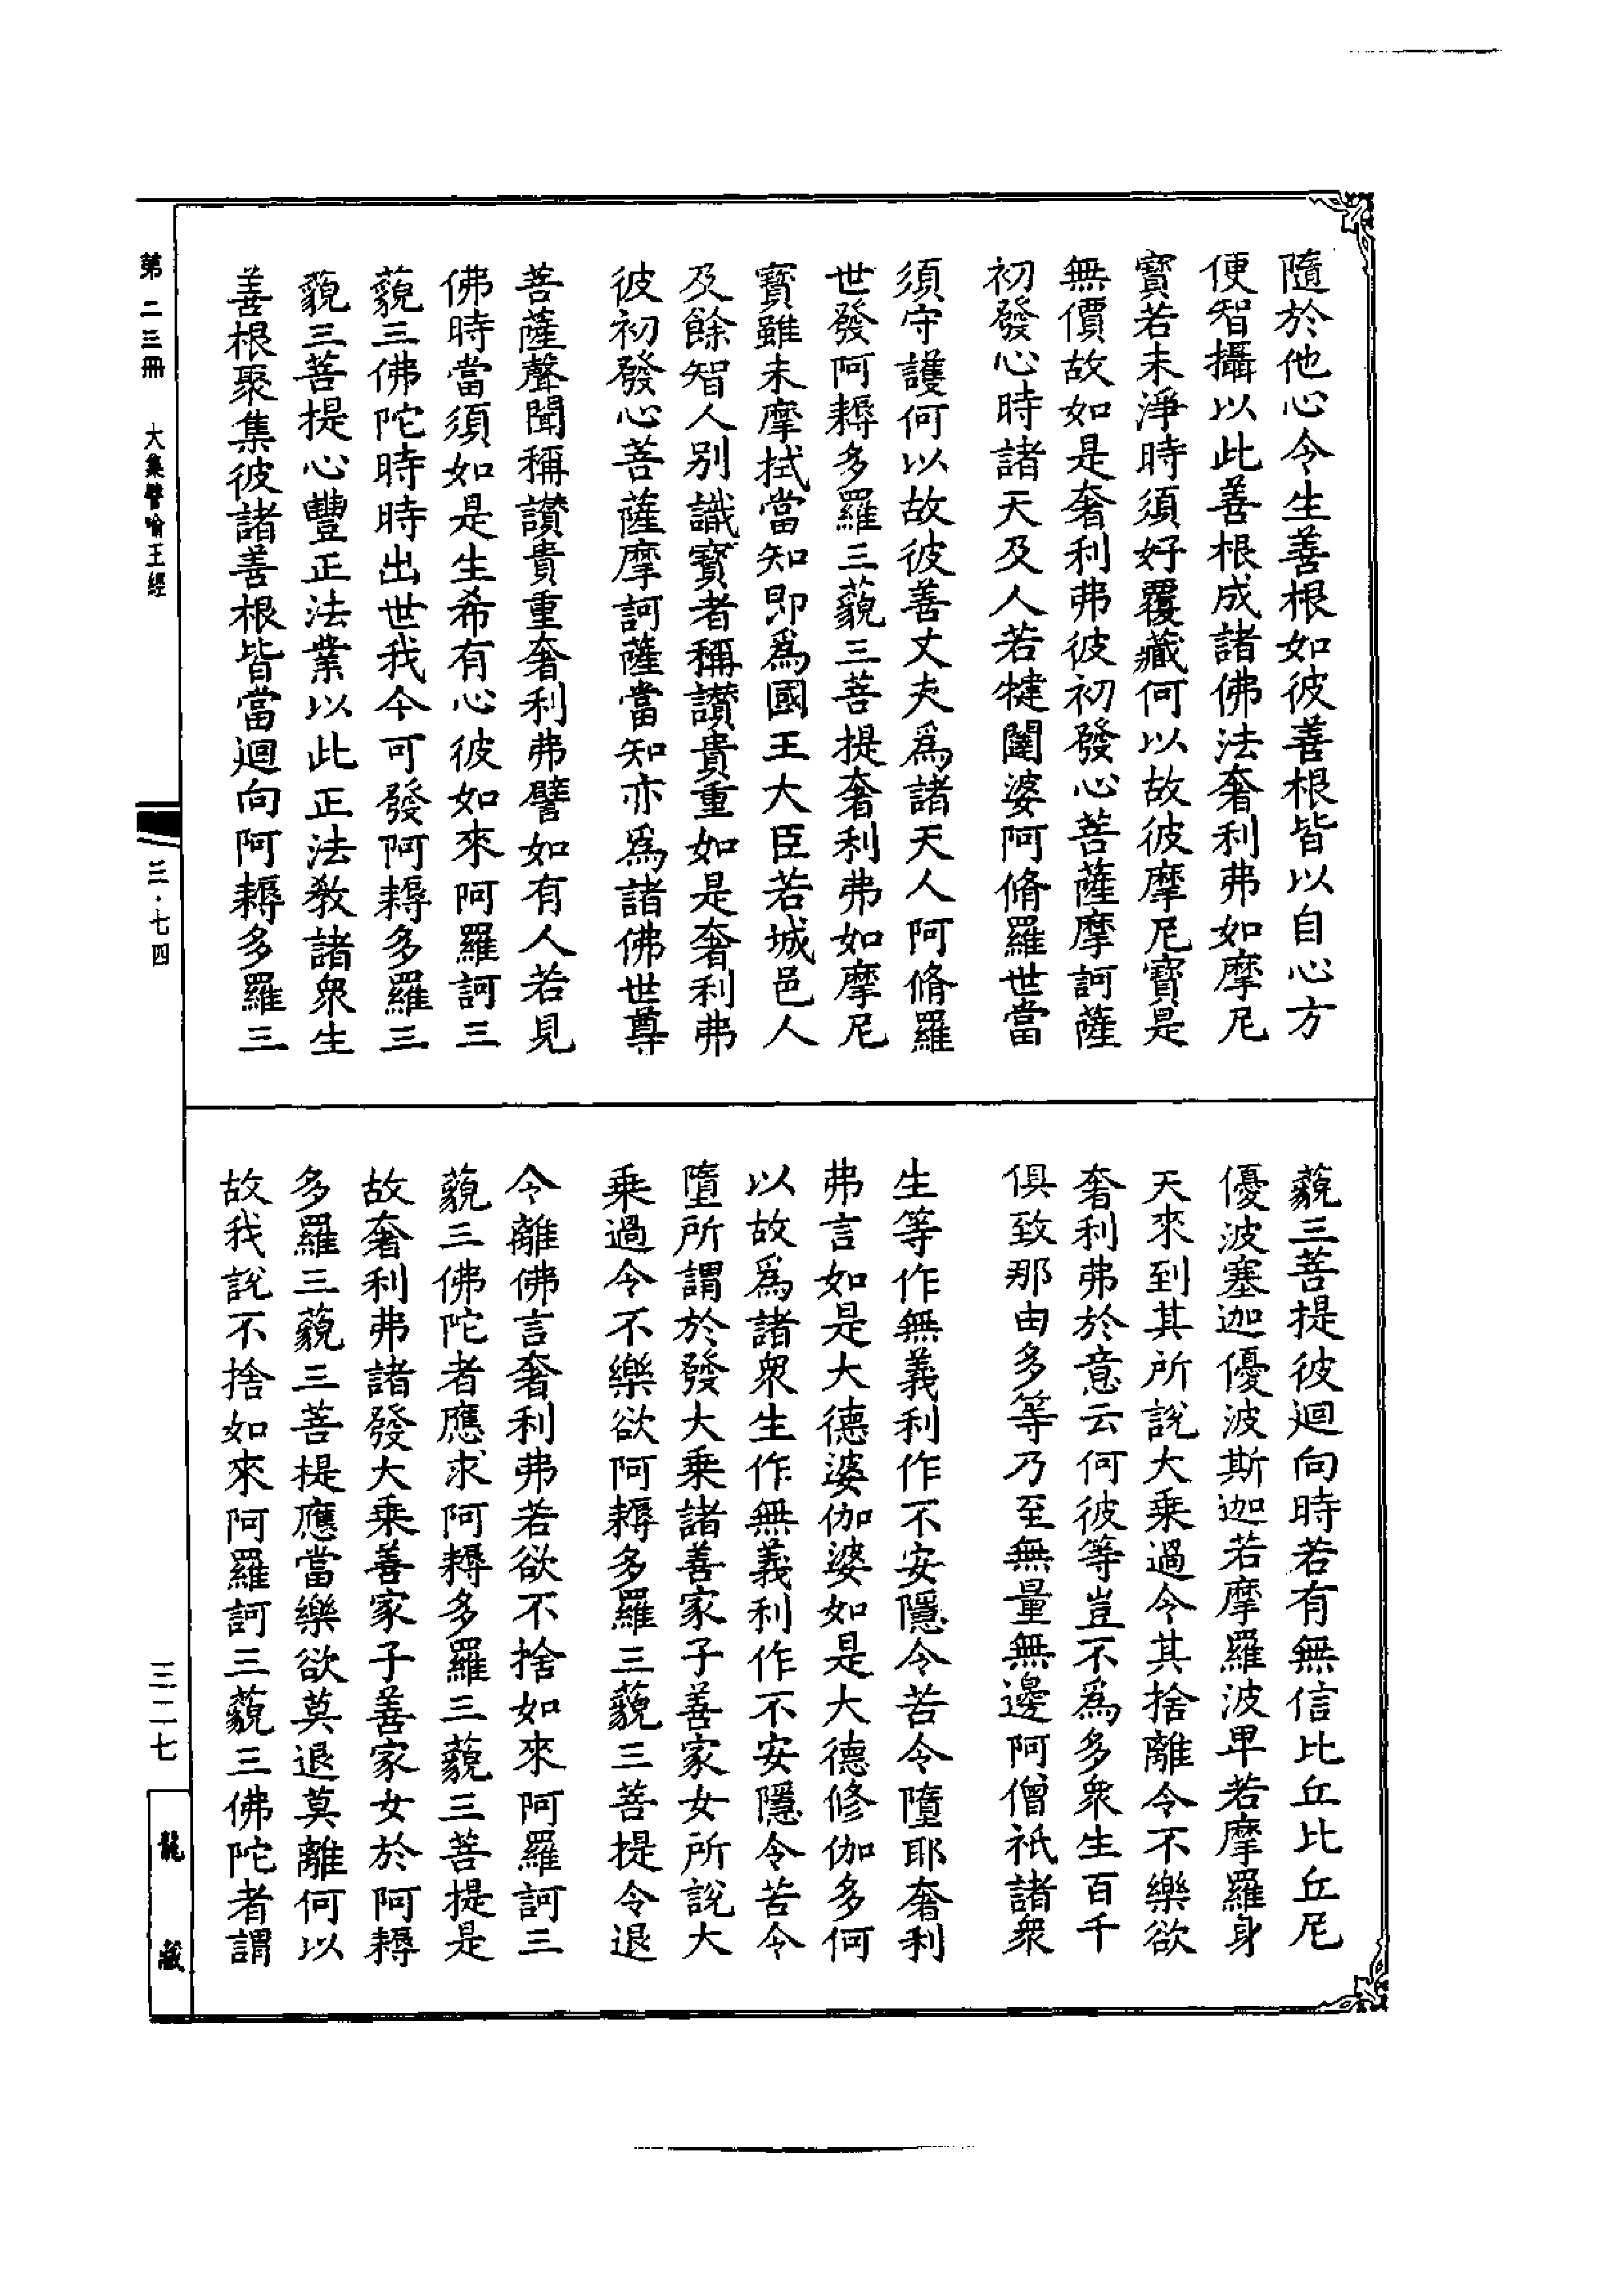 隨於他心令生善根如彼善根皆以自心方
便智攝以此善根成諸佛法奢利弗如摩尼
寶若未淨時須好覆藏何以故彼摩尼寶是
無價故如是奢利弗彼初發心菩薩摩訶薩
初發心時諸天及人若犍闥婆阿脩羅世當
須守護何以故彼善丈夫爲諸天人阿脩羅
世發阿耨多羅三藐三菩提奢利弗如摩尼
寶雖未摩拭當知即爲國王大臣若城邑人
及餘智人别識寳者稱讃貴重如是奢利弗
彼初發心菩薩摩訶薩當知亦爲諸佛世尊
菩薩聲聞稱讃貴重奢利弗譬如有人若見
佛時當須如是生希有心彼如來阿羅訶三
藐三佛陀時時出世我今可發阿耨多羅三
藐三菩提心豐正法業以此正法教諸衆生
善根聚集彼諸善根皆當迴向阿耨多羅三
藐三菩提彼迴向時若有無信比丘比丘尼
優波塞迦優波斯迦若摩羅波卑若摩羅身
天來到其所說大乘過令其捨離令不樂欲
奢利弗於意云何彼等豈不爲多衆生百千
俱致那由多等乃至無量無邊阿僧祇諸衆
生等作無義利作不安隱令苦令墮耶奢利
弗言如是大德婆伽婆如是大德修伽多何
以故爲諸衆生作無義利作不安隱令苦令
墮所謂於發大乘諸善家子善家女所說大
乘過令不樂欲阿耨多羅三藐三菩提令退
令離佛言奢利弗若欲不捨如來阿羅訶三
藐三佛陀者應求阿耨多羅三藐三菩提是
故奢利弗諸發大乘善家子善家女於阿耨
多羅三藐三菩提應當樂欲莫退莫離何以
故我說不捨如來阿羅訶三藐三佛陀者謂
第二三冊　大集譬喻王經
三·七四
三二七
龍藏